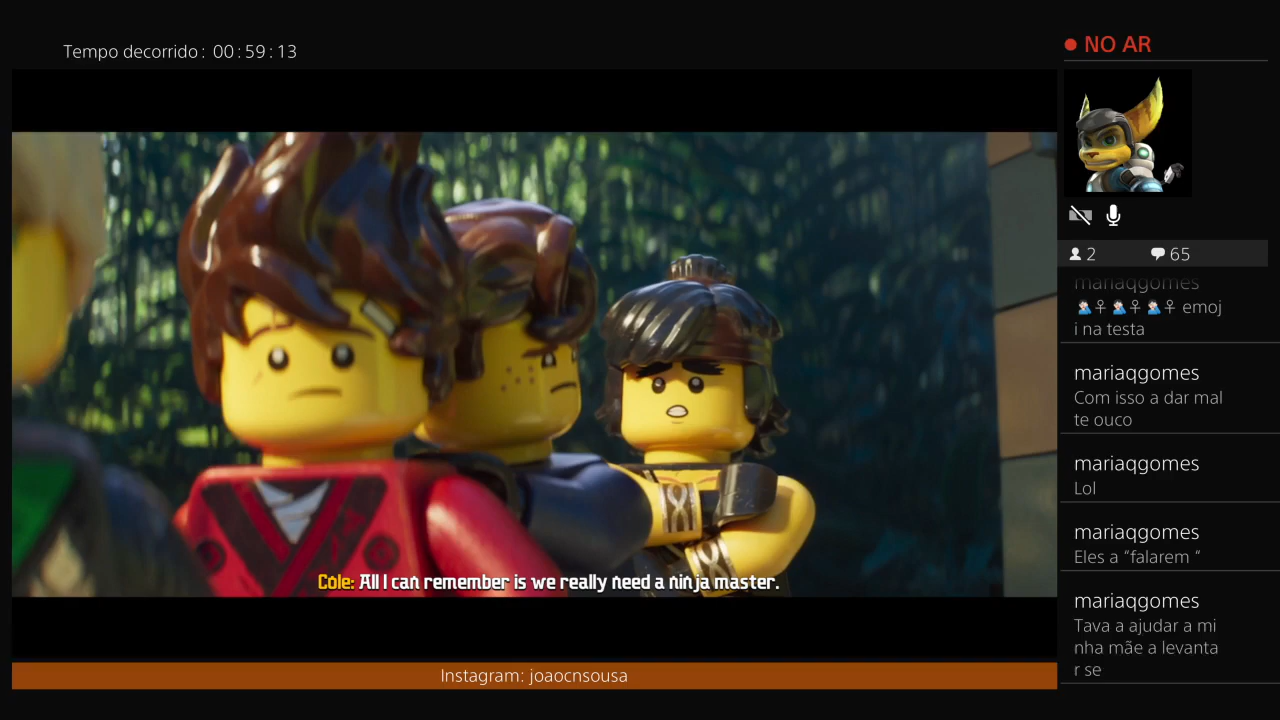 Tempo decorrido: 00:59:13
NO AR
2
65
mariaqgomes
emoj
i na testa
mariaqgomes
Com isso a dar mal
te ouco
mariaqgomes
Lol
mariaqgomes
Eles a “falarem “
mariaqgomes
Tava a ajudar a mi
nha mãe a levanta
r se
Cole: All I can remember is we really need a ninja master.
Instagram: joaocnsousa